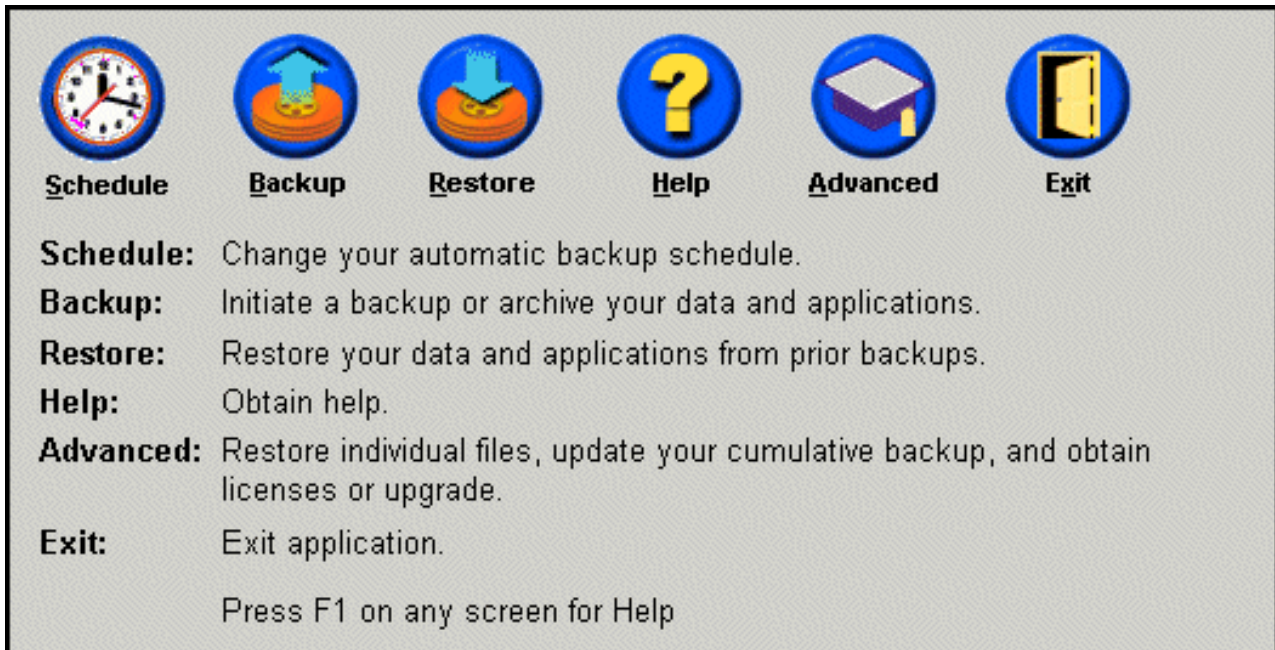 Schedule Backup Restore Help Advanced Exit
Schedule: Change your automatic backup schedule.
Backup: Initiate a backup or archive your data and applications.
Restore: Restore your data and applications from prior backups.
Help: Obtain help.
Advanced: Restore individual files, update your cumulative backup, and obtain
licenses or upgrade.
Exit: Exit application.
Press F1 on any screen for Help